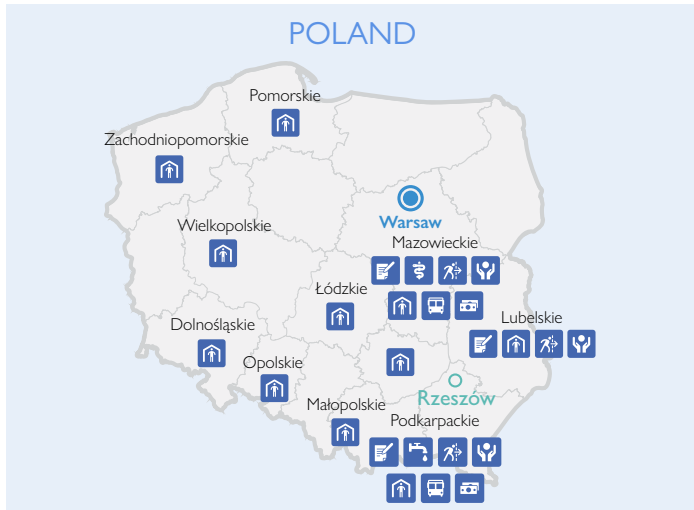 POLAND
Pomorskie
Zachodniopomorskie
Wielkopolskie
Warsaw
Mazowieckie
Łódzkie
Lubelskie
Dolnośląskie
Opolskie
Rzeszów
Małopolskie
Podkarpackie